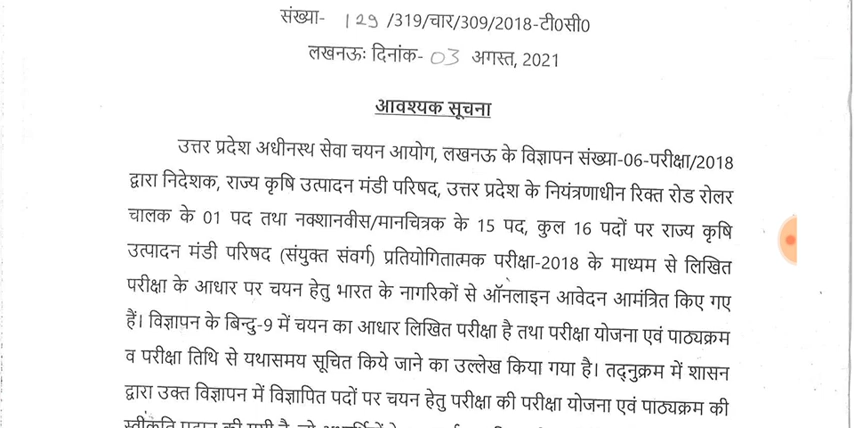 संख्या- 129 /319/चार/309/2018-टी0सी0
लखनऊः दिनांक- 03 अगस्त, 2021
आवश्यक सूचना
उत्तर प्रदेश अधीनस्थ सेवा चयन आयोग, लखनऊ के विज्ञापन संख्या-06-परीक्षा/2018
द्वारा निदेशक, राज्य कृषि उत्पादन मंडी परिषद, उत्तर प्रदेश के नियंत्रणाधीन रिक्त रोड रोलर
चालक के 01 पद तथा नक्शानवीस/मानचित्रक के 15 पद, कुल 16 पदों पर राज्य कृषि
उत्पादन मंडी परिषद (संयुक्त संवर्ग) प्रतियोगितात्मक परीक्षा-2018 के माध्यम से लिखित
परीक्षा के आधार पर चयन हेतु भारत के नागरिकों से ऑनलाइन आवेदन आमंत्रित किए गए
हैं। विज्ञापन के बिन्दु-9 में चयन का आधार लिखित परीक्षा है तथा परीक्षा योजना एवं पाठ्यक्रम
व परीक्षा तिथि से यथासमय सूचित किये जाने का उल्लेख किया गया है। तद्नुक्रम में शासन
द्वारा उक्त विज्ञापन में विज्ञापित पदों पर चयन हेतु परीक्षा की परीक्षा योजना एवं पाठ्यक्रम की